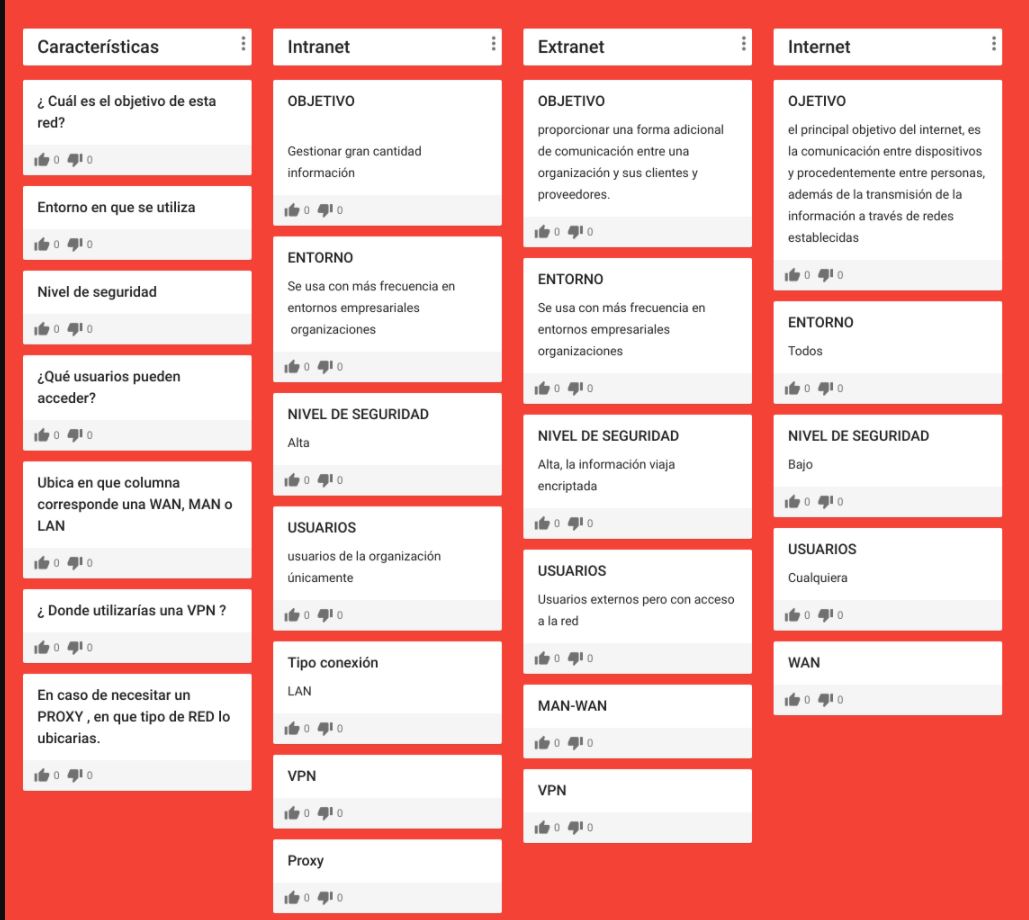 Características
¿ Cuál es el objetivo de esta
red?
0 0
Entorno en que se utiliza
0 0
Nivel de seguridad
0 0
¿Qué usuarios pueden
acceder?
0 0
Ubica en que columna
corresponde una WAN, MAN o
LAN
0 0
¿ Donde utilizarías una VPN ?
0 0
En caso de necesitar un
PROXY , en que tipo de RED lo
ubicarias.
0 0
Intranet
OBJETIVO
Gestionar gran cantidad
información
0 0
ENTORNO
Se usa con más frecuencia en
entornos empresariales
organizaciones
0 0
NIVEL DE SEGURIDAD
Alta
0 0
USUARIOS
usuarios de la organización
únicamente
0 0
Tipo conexión
LAN
0 0
VPN
0 0
Proxy
0 0
Extranet
OBJETIVO
proporcionar una forma adicional
de comunicación entre una
organización y sus clientes y
proveedores.
0 0
ENTORNO
Se usa con más frecuencia en
entornos empresariales
organizaciones
0 0
NIVEL DE SEGURIDAD
Alta, la información viaja
encriptada
0 0
USUARIOS
Usuarios externos pero con acceso
a la red
0 0
MAN-WAN
0 0
VPN
0 0
Internet
OJETIVO
el principal objetivo del internet, es
la comunicación entre dispositivos
y procedentemente entre personas,
además de la transmisión de la
información a través de redes
establecidas
0 0
ENTORNO
Todos
0 0
NIVEL DE SEGURIDAD
Bajo
0 0
USUARIOS
Cualquiera
0 0
WAN
0 0